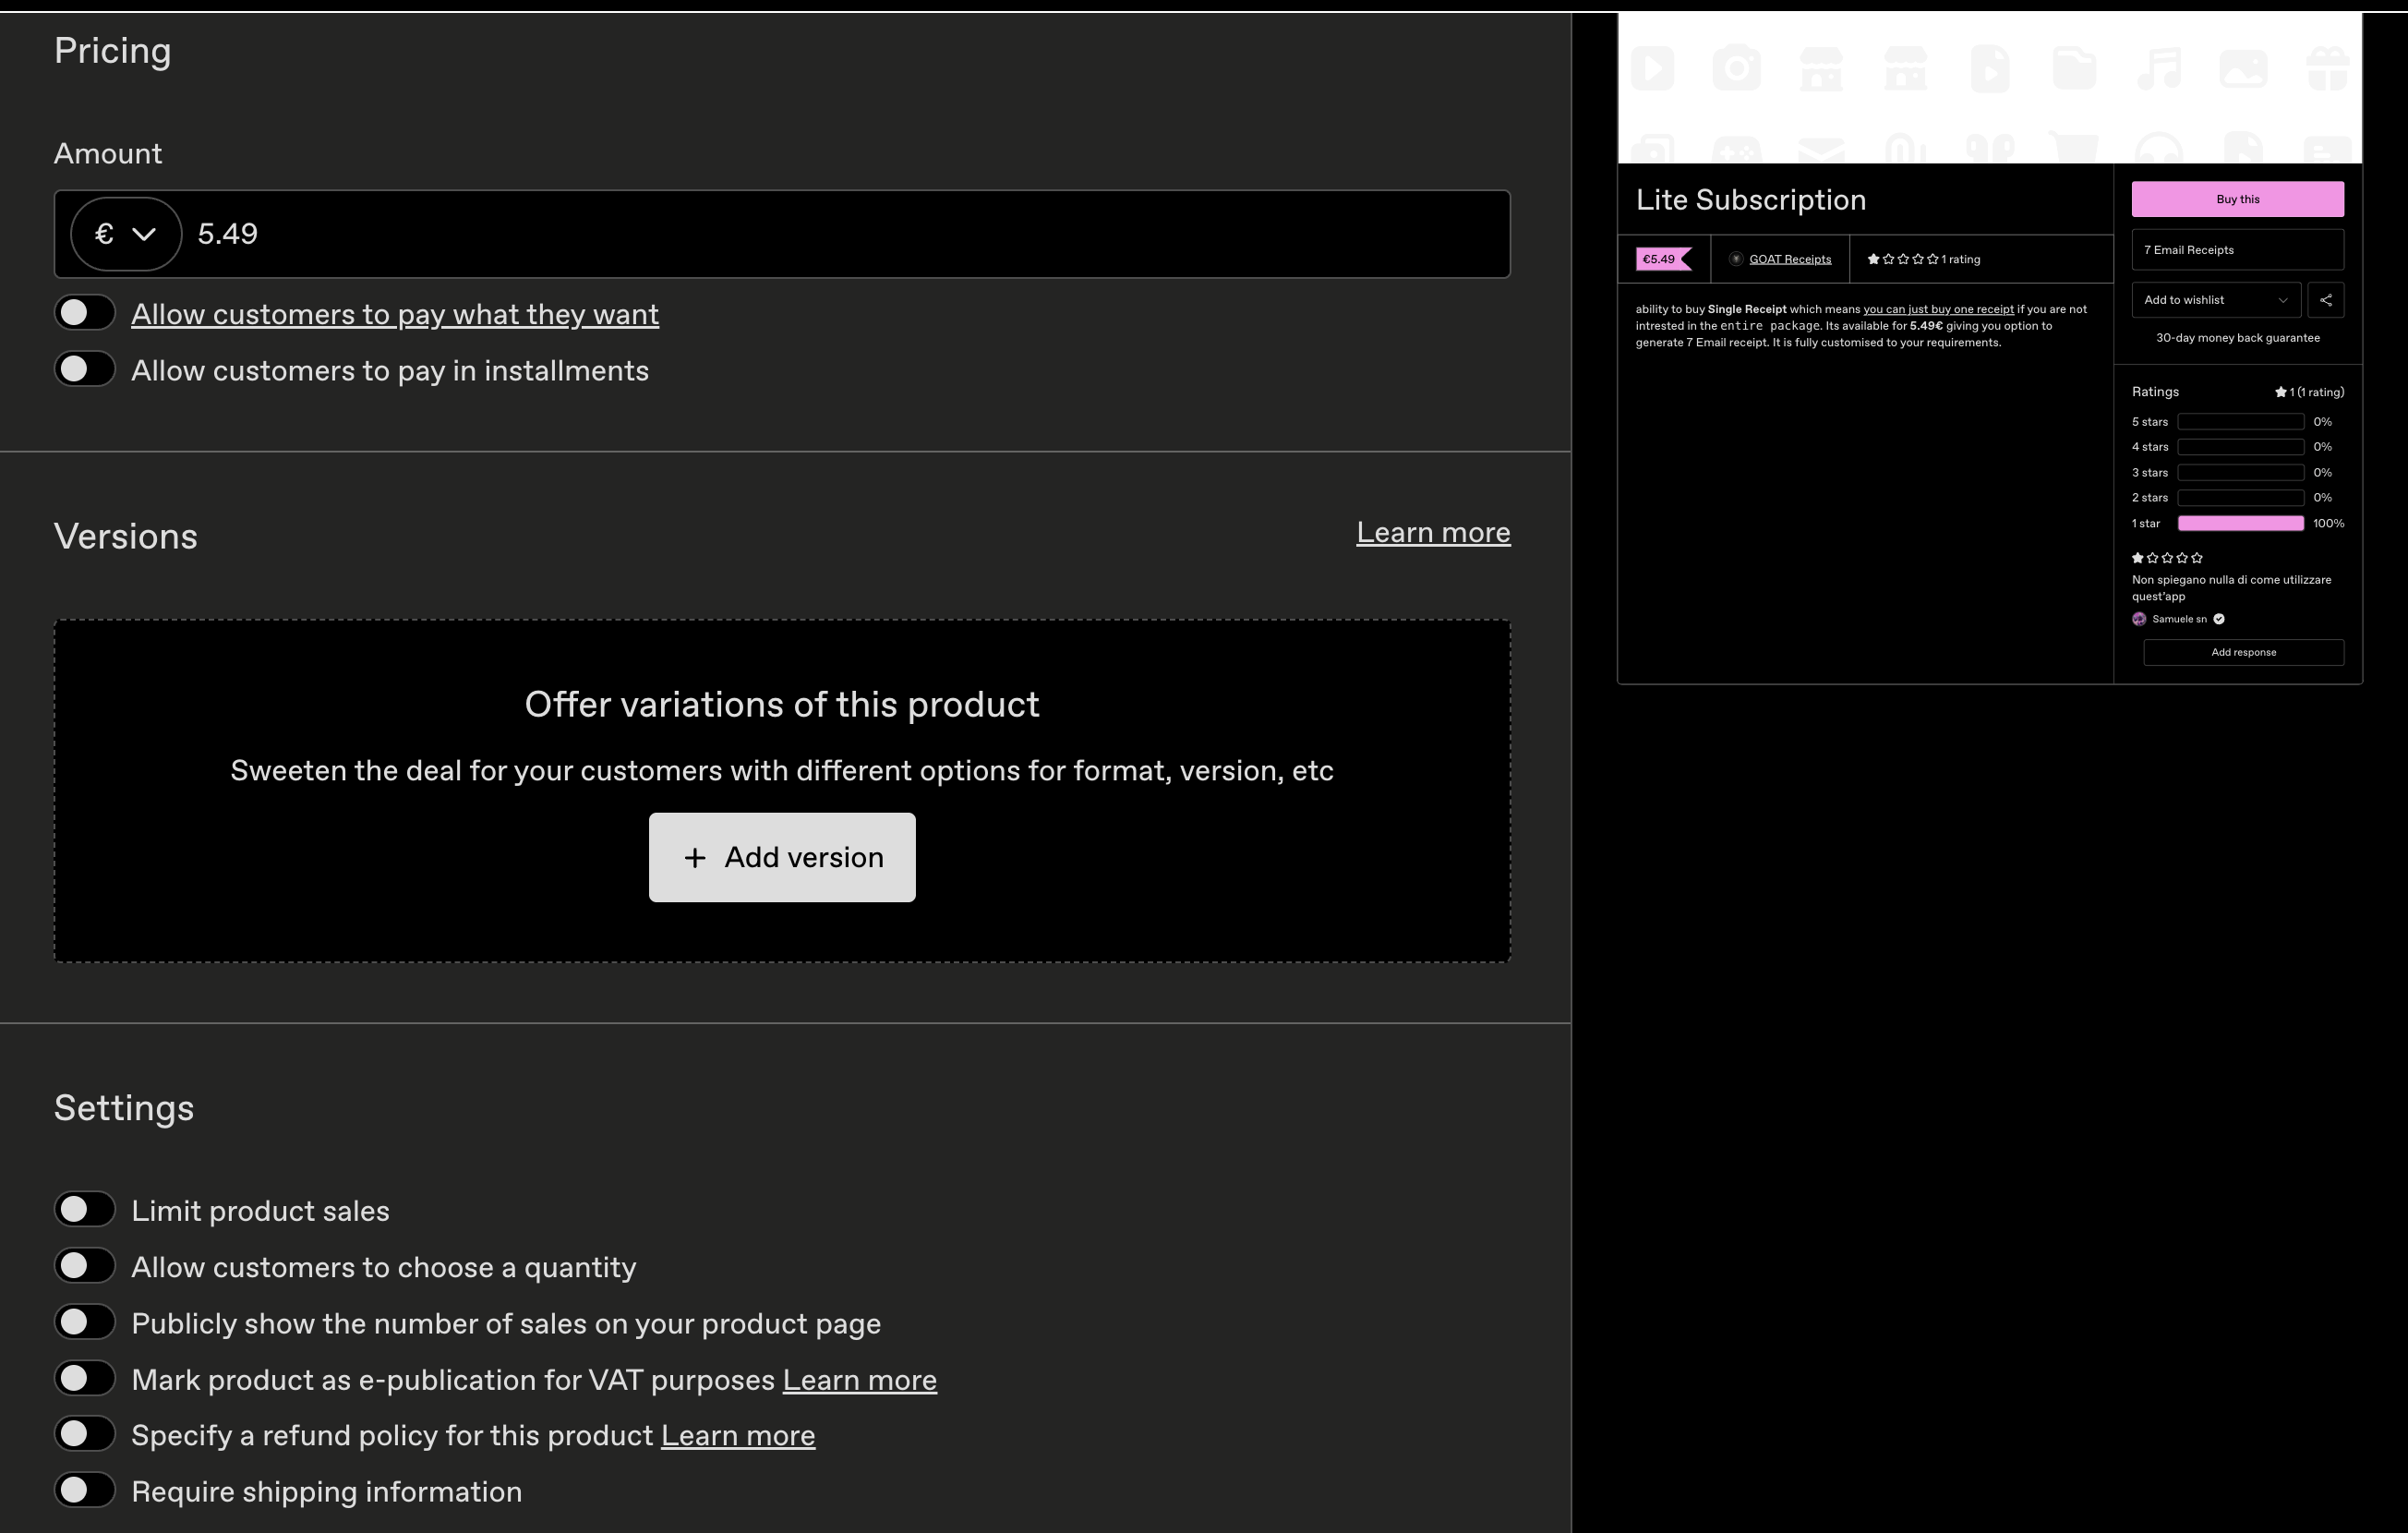 Pricing
Amount
€ 5.49
Allow customers to pay what they want
Allow customers to pay in installments
Versions
Learn more
Offer variations of this product
Sweeten the deal for your customers with different options for format, version, etc
+ Add version
Settings
Limit product sales
Allow customers to choose a quantity
Publicly show the number of sales on your product page
Mark product as e-publication for VAT purposes Learn more
Specify a refund policy for this product Learn more
Require shipping information
Lite Subscription
€5.49
GOAT Receipts
1 rating
ability to buy Single Receipt which means you can just buy one receipt if you are not
intrested in the entire package. Its available for 5.49€ giving you option to
generate 7 Email receipt. It is fully customised to your requirements.
Buy this
7 Email Receipts
Add to wishlist
30-day money back guarantee
Ratings
1 (1 rating)
5 stars 0%
4 stars 0%
3 stars 0%
2 stars 0%
1 star 100%
Non spiegano nulla di come utilizzare
quest'app
Samuele sn
Add response